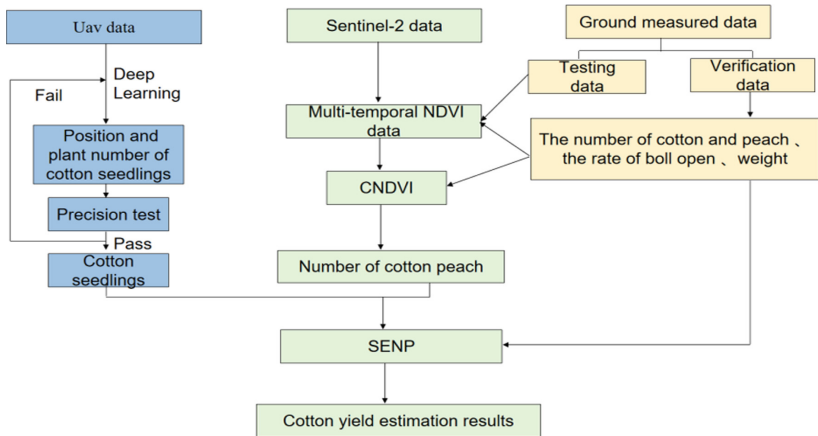 Uav data
Deep
Learning
Fail
Position and
plant number of
cotton seedlings
Precision test
Pass
Cotton
seedlings
Sentinel-2 data
Multi-temporal NDVI
data
CNDVI
Number of cotton peach
SENP
Cotton yield estimation results
Ground measured data
Testing
data
Verification
data
The number of cotton and peach 、
the rate of boll open 、weight